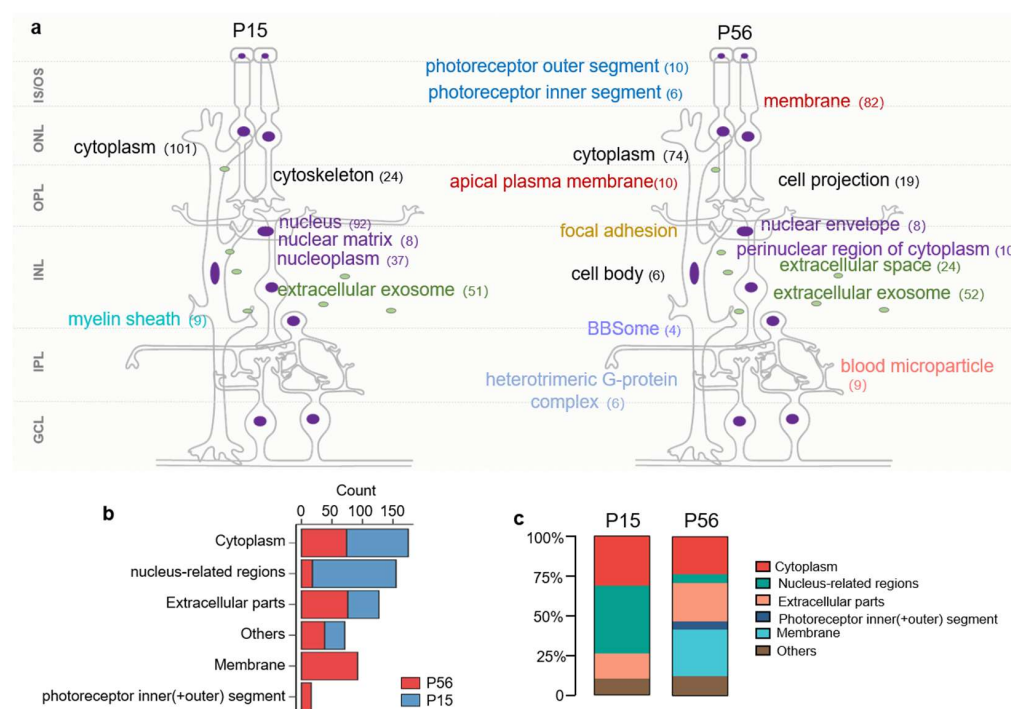 a
P15
P56
IS/OS
ONL
OPL
INL
IPL
GCL
cytoplasm (101)
cytoskeleton (24)
nucleus (92)
nuclear matrix (8)
nucleoplasm (37)
extracellular exosome (51)
myelin sheath (9)
photoreceptor outer segment (10)
photoreceptor inner segment (6)
membrane (82)
cytoplasm (74)
apical plasma membrane(10)
cell projection (19)
focal adhesion
nuclear envelope (8)
perinuclear region of cytoplasm (10
cell body (6)
extracellular space (24)
extracellular exosome (52)
BBSome (4)
heterotrimeric G-protein
complex (6)
blood microparticle
(9)
b
Count
0 50 100 150
Cytoplasm
nucleus-related regions
Extracellular parts
Others
Membrane
photoreceptor inner(+outer) segment
P56
P15
c
P15 P56
100%
75%
50%
25%
0
Cytoplasm
Nucleus-related regions
Extracellular parts
Photoreceptor inner(+outer) segment
Membrane
Others